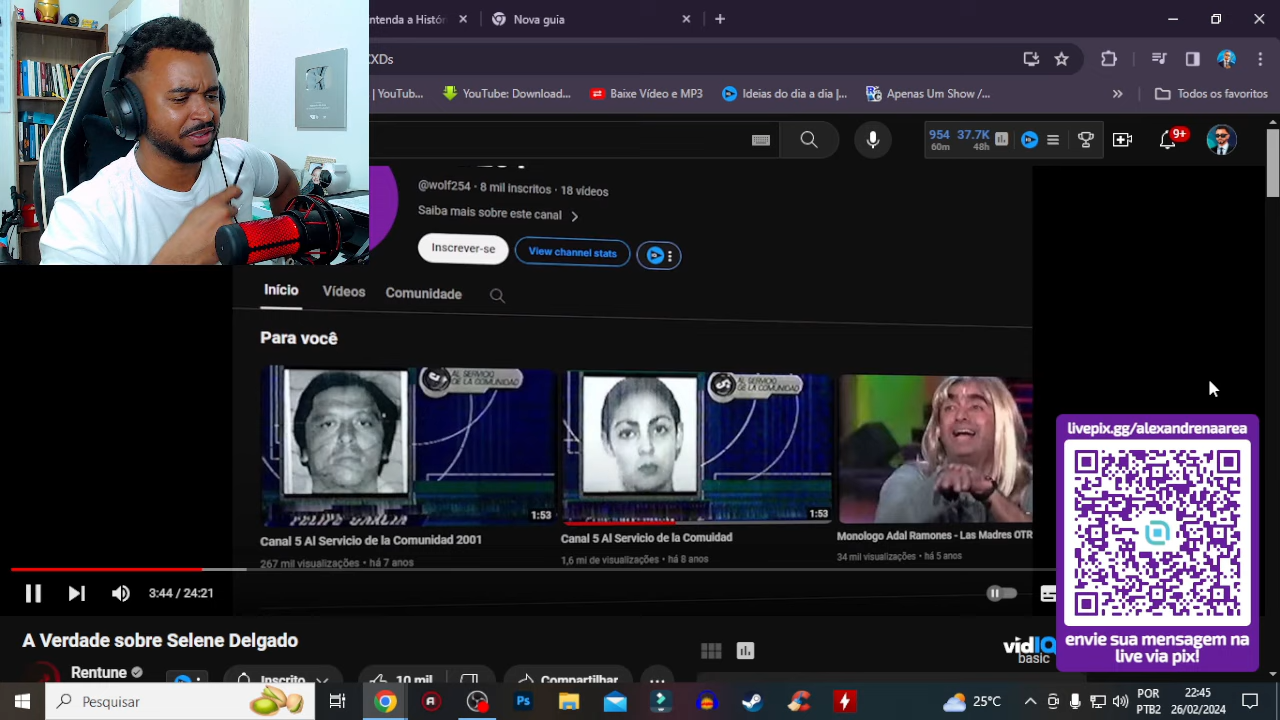 ntenda a Histór
Nova guia
CXDs
| YouTub...
YouTube: Download...
Baixe Vídeo e MP3
Ideias do dia a dia |...
Apenas Um Show /...
»
Todos os favoritos
954 37.7K
60m 48h
9+
@wolf254 · 8 mil inscritos · 18 vídeos
Saiba mais sobre este canal
Inscrever-se
View channel stats
Início Vídeos Comunidade
Para você
AL SERVICIO
DE LA COMUNIDAD
FELIPE GARCIA
1:53
AL SERVICIO
DE LA COMUNIDAD
1:53
Canal 5 Al Servicio de la Comunidad 2001
267 mil visualizações · há 7 anos
Canal 5 Al Servicio de la Comuidad
1,6 mi de visualizações · há 8 anos
Monologo Adal Ramones - Las Madres OTR
34 mil visualizações · há 5 anos
livepix.gg/alexandrenaarea
envie sua mensagem na
live via pix!
3:44 / 24:21
A Verdade sobre Selene Delgado
Rentune
Inscrito
10 mil
Compartilhar
vidIQ
basic
Pesquisar
25°C
POR
PTB2
22:45
26/02/2024